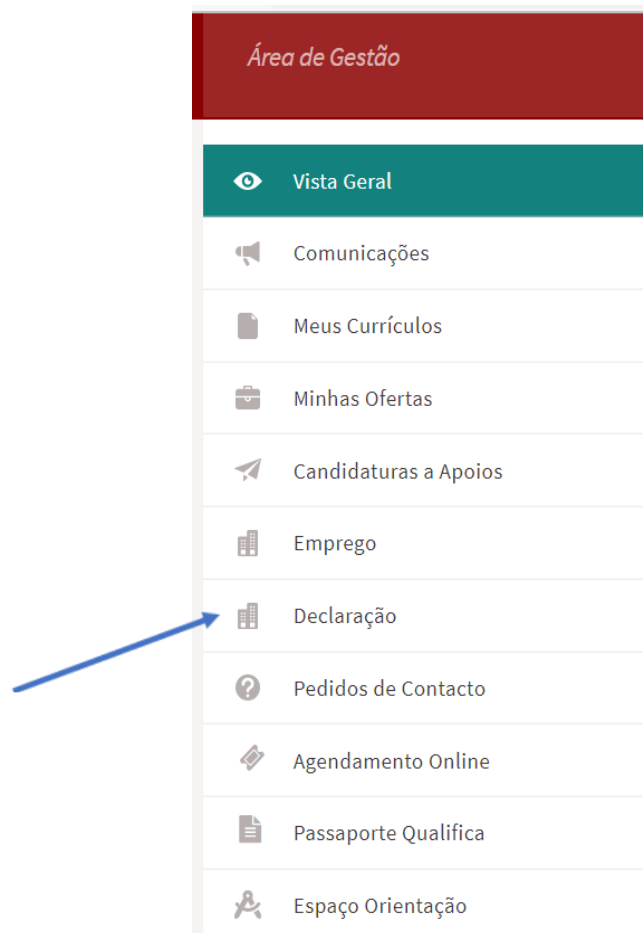 Área de Gestão
Vista Geral
Comunicações
Meus Currículos
Minhas Ofertas
Candidaturas a Apoios
Emprego
Declaração
Pedidos de Contacto
Agendamento Online
Passaporte Qualifica
Espaço Orientação